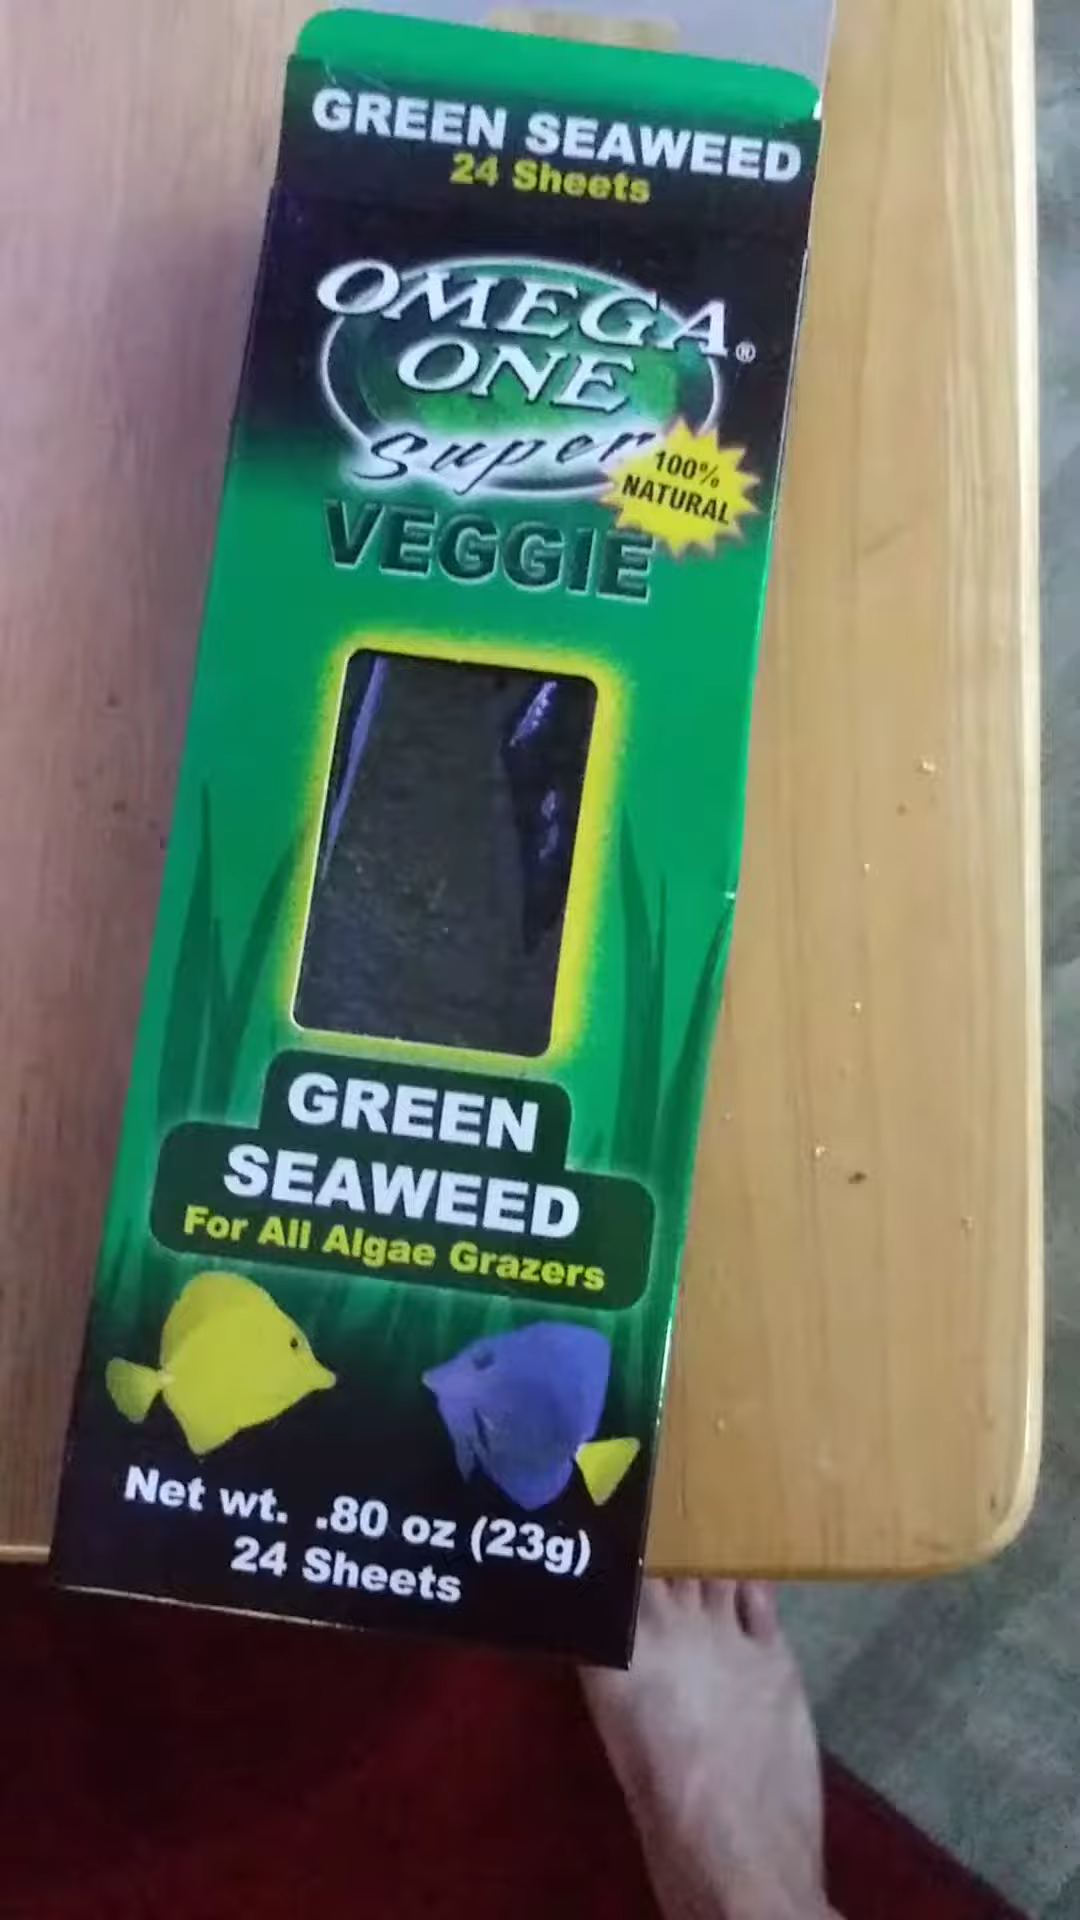 GREEN SEAWEED
24 Sheets
OMEGA
ONE®
Super
100%
NATURAL
VEGGIE
GREEN
SEAWEED
For All Algae Grazers
Net wt. .80 oz (23g)
24 Sheets